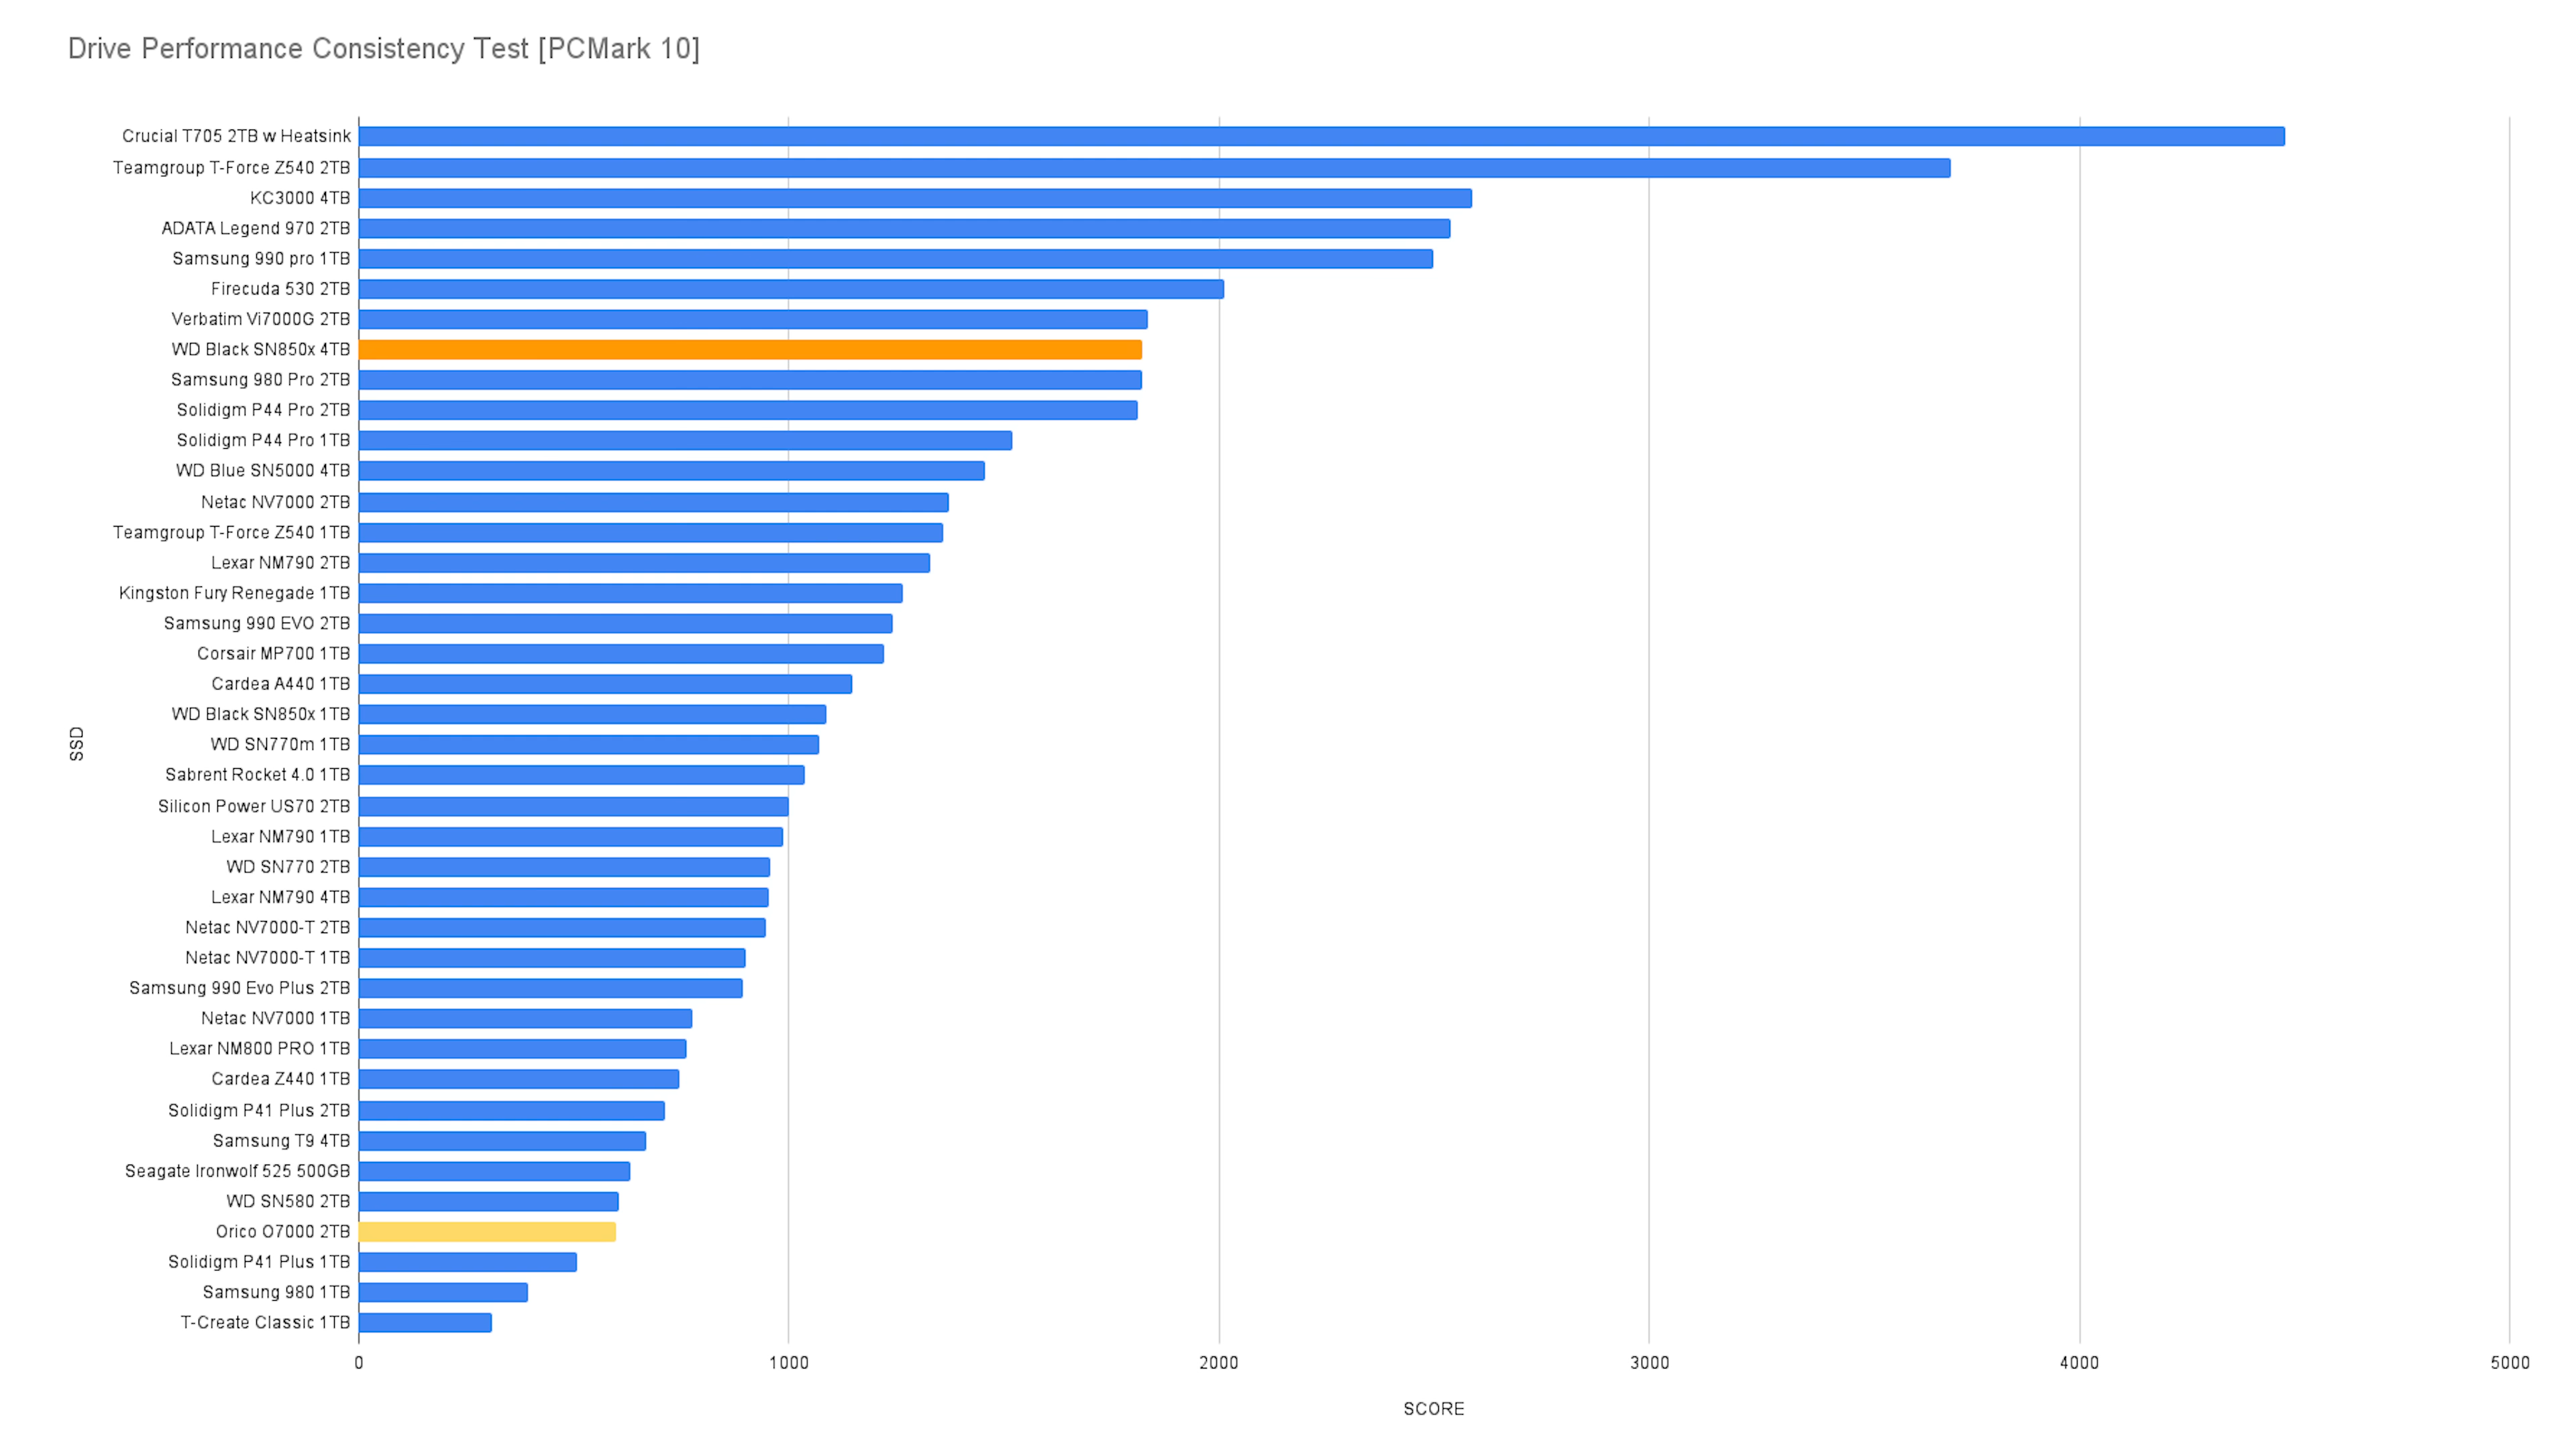 Drive Performance Consistency Test [PCMark 10]
Crucial T705 2TB w Heatsink
Teamgroup T-Force Z540 2TB
KC3000 4TB
ADATA Legend 970 2TB
Samsung 990 pro 1TB
Firecuda 530 2TB
Verbatim Vi7000G 2TB
WD Black SN850x 4TB
Samsung 980 Pro 2TB
Solidigm P44 Pro 2TB
Solidigm P44 Pro 1TB
WD Blue SN5000 4TB
Netac NV7000 2TB
Teamgroup T-Force Z540 1TB
Lexar NM790 2TB
Kingston Fury Renegade 1TB
Samsung 990 EVO 2TB
Corsair MP700 1TB
Cardea A440 1TB
WD Black SN850x 1TB
WD SN770m 1TB
Sabrent Rocket 4.0 1TB
Silicon Power US70 2TB
Lexar NM790 1TB
WD SN770 2TB
Lexar NM790 4TB
Netac NV7000-T 2TB
Netac NV7000-T 1TB
Samsung 990 Evo Plus 2TB
Netac NV7000 1TB
Lexar NM800 PRO 1TB
Cardea Z440 1TB
Solidigm P41 Plus 2TB
Samsung T9 4TB
Seagate Ironwolf 525 500GB
WD SN580 2TB
Orico O7000 2TB
Solidigm P41 Plus 1TB
Samsung 980 1TB
T-Create Classic 1TB
SSD
0 1000 2000 3000 4000 5000
SCORE